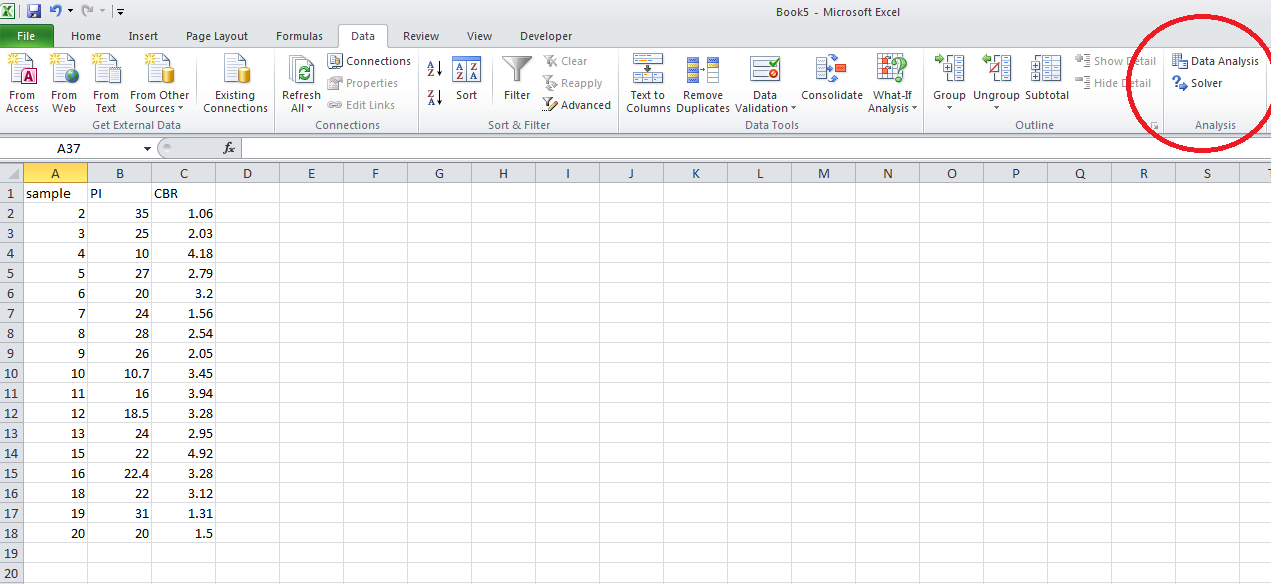 Book5 - Microsoft Excel
File Home Insert Page Layout Formulas Data Review View Developer
From Access From Web From Text From Other Sources Existing Connections
Get External Data
Refresh All Connections Properties Edit Links
Connections
Sort Filter Clear Reapply Advanced
Sort & Filter
Text to Columns Remove Duplicates Data Validation Consolidate What-If Analysis
Data Tools
Group Ungroup Subtotal Show Detail Hide Detail
Outline
Data Analysis
Solver
Analysis
A37 fx
A B C D E F G H I J K L M N O P Q R S
1 sample PI CBR
2 2 35 1.06
3 3 25 2.03
4 4 10 4.18
5 5 27 2.79
6 6 20 3.2
7 7 24 1.56
8 8 28 2.54
9 9 26 2.05
10 10 10.7 3.45
11 11 16 3.94
12 12 18.5 3.28
13 13 24 2.95
14 15 22 4.92
15 16 22.4 3.28
16 18 22 3.12
17 19 31 1.31
18 20 20 1.5
19
20